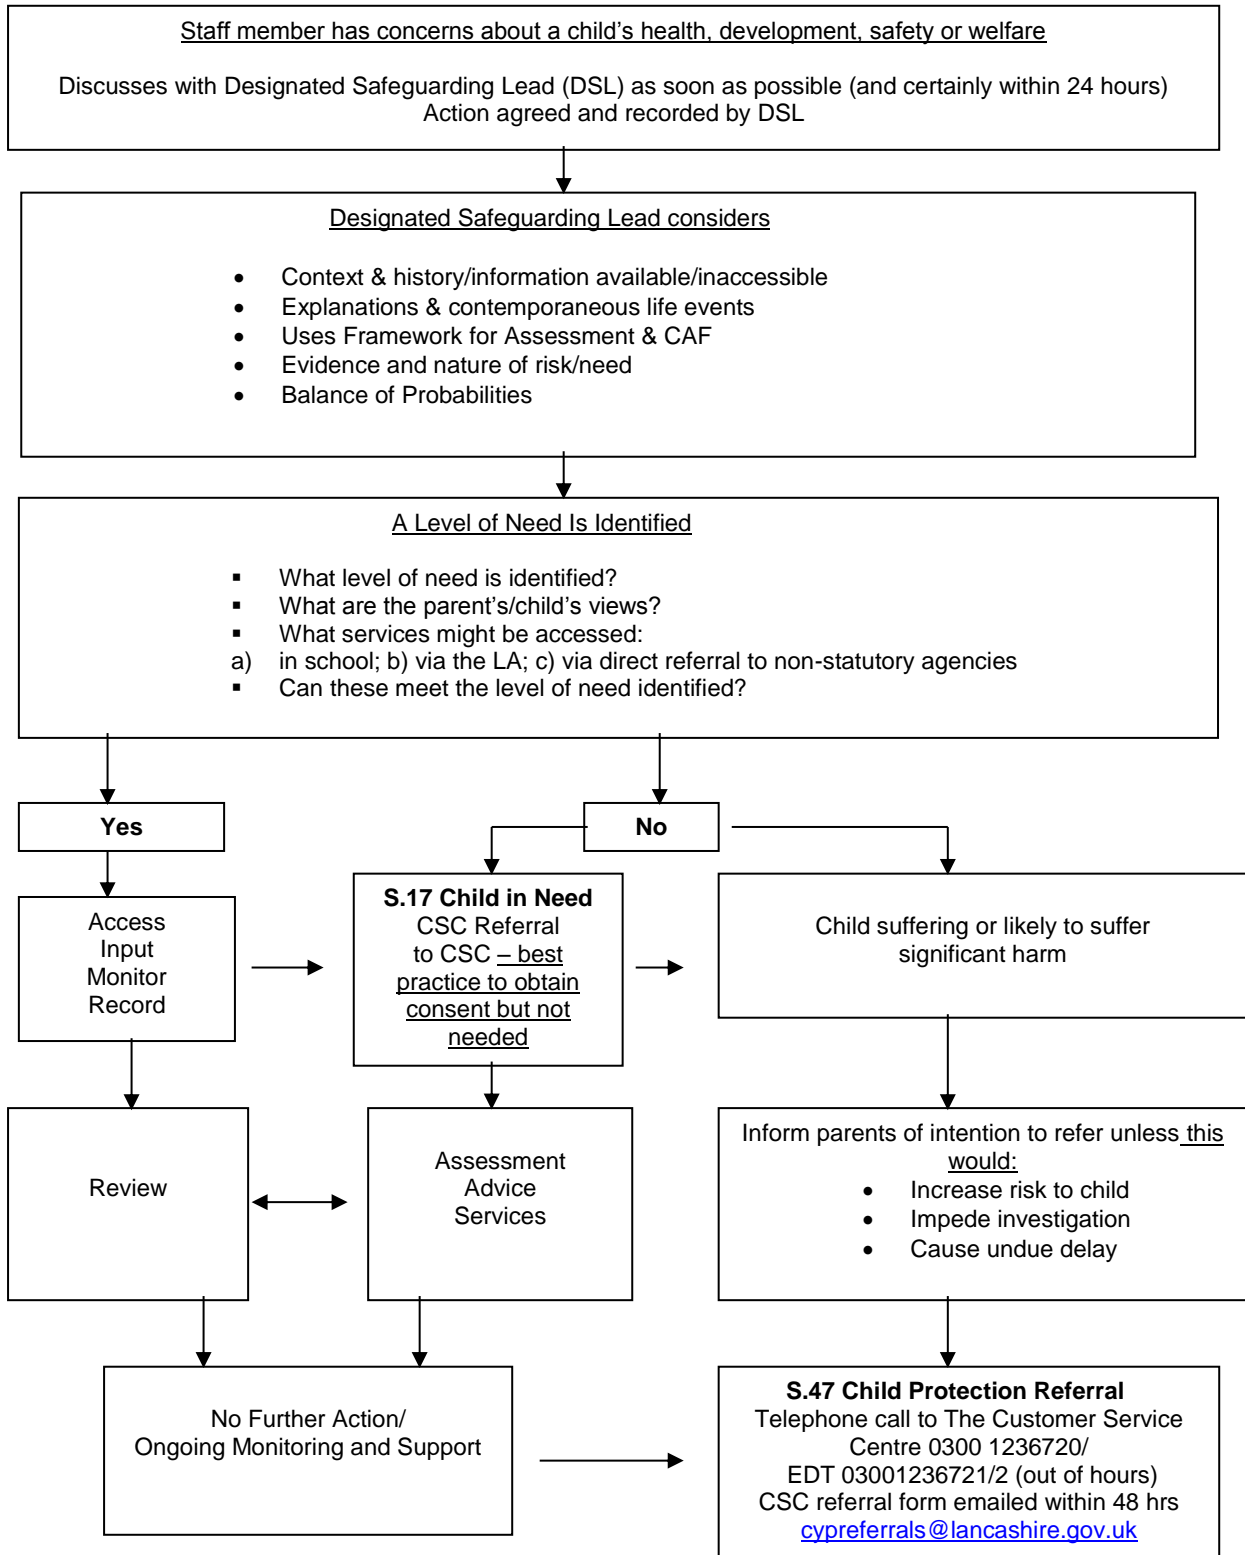 Staff member has concerns about a child's health, development, safety or welfare
Discusses with Designated Safeguarding Lead (DSL) as soon as possible (and certainly within 24 hours)
Action agreed and recorded by DSL
Designated Safeguarding Lead considers
• Context & history/information available/inaccessible
• Explanations & contemporaneous life events
• Uses Framework for Assessment & CAF
• Evidence and nature of risk/need
• Balance of Probabilities
A Level of Need Is Identified
▪ What level of need is identified?
▪ What are the parent's/child's views?
▪ What services might be accessed:
a) in school; b) via the LA; c) via direct referral to non-statutory agencies
▪ Can these meet the level of need identified?
Yes
No
Access
Input
Monitor
Record
S.17 Child in Need
CSC Referral
to CSC – best
practice to obtain
consent but not
needed
Child suffering or likely to suffer
significant harm
Review
Assessment
Advice
Services
Inform parents of intention to refer unless this
would:
• Increase risk to child
• Impede investigation
• Cause undue delay
No Further Action/
Ongoing Monitoring and Support
S.47 Child Protection Referral
Telephone call to The Customer Service
Centre 0300 1236720/
EDT 03001236721/2 (out of hours)
CSC referral form emailed within 48 hrs
cypreferrals@lancashire.gov.uk